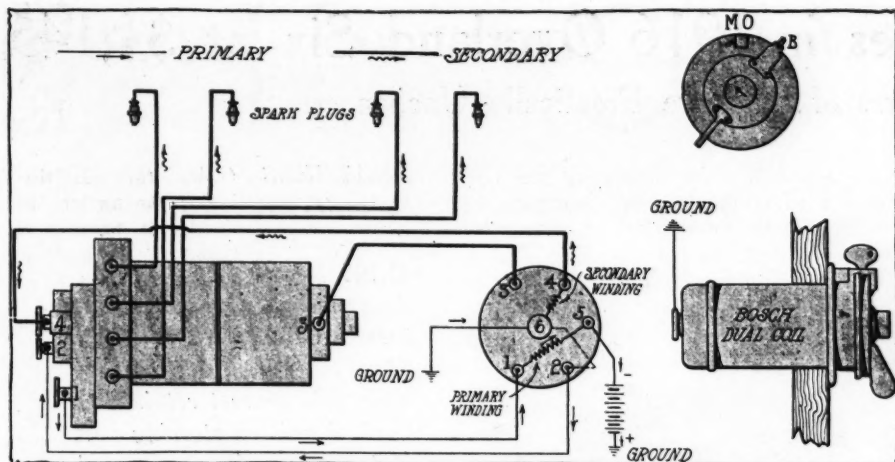 MO
B
PRIMARY
SECONDARY
SPARK PLUGS
GROUND
3 4
SECONDARY
WINDING
4
2
3
6
5
BOSCH
DUAL COIL
1
2
GROUND
PRIMARY
WINDING
-
+
GROUND